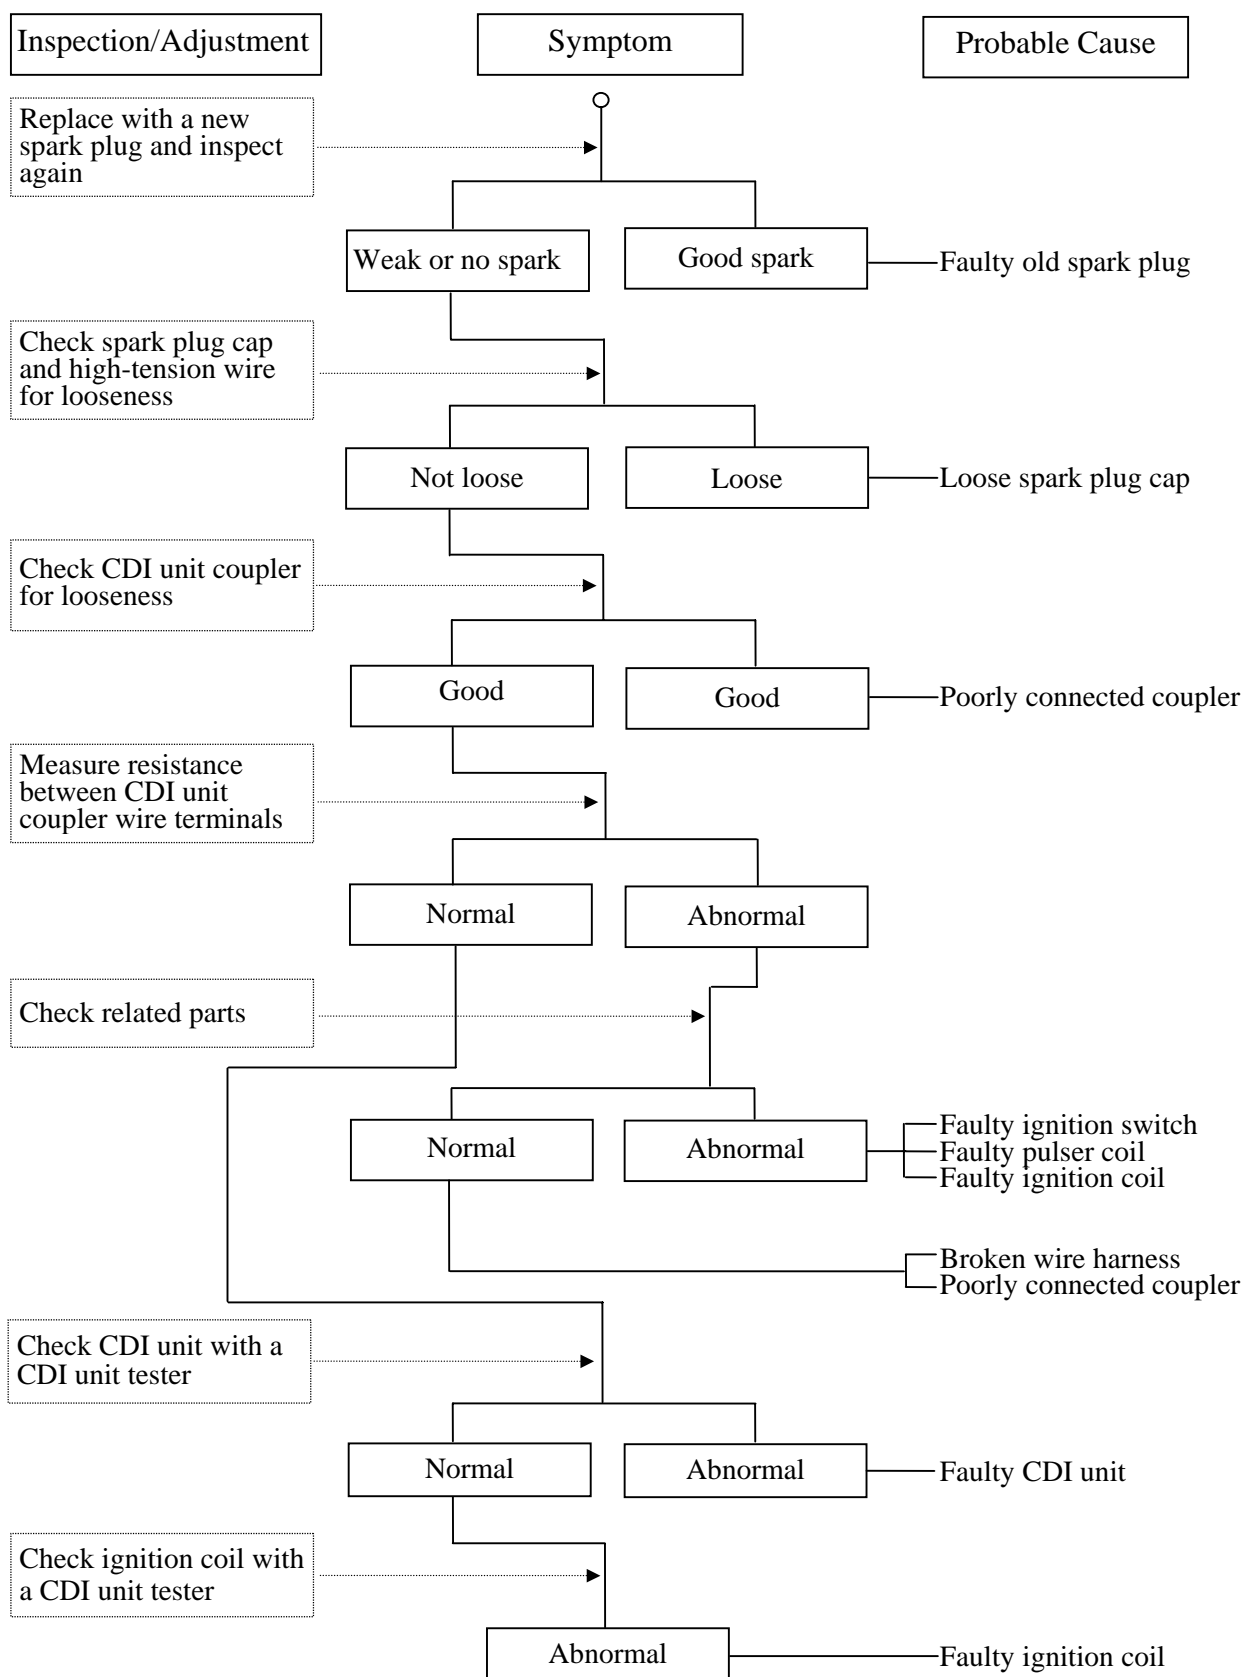 Inspection/Adjustment
Symptom
Probable Cause
Replace with a new
spark plug and inspect
again
Weak or no spark
Good spark
Faulty old spark plug
Check spark plug cap
and high-tension wire
for looseness
Not loose
Loose
Loose spark plug cap
Check CDI unit coupler
for looseness
Good
Good
Poorly connected coupler
Measure resistance
between CDI unit
coupler wire terminals
Normal
Abnormal
Check related parts
Normal
Abnormal
Faulty ignition switch
Faulty pulser coil
Faulty ignition coil
Broken wire harness
Poorly connected coupler
Check CDI unit with a
CDI unit tester
Normal
Abnormal
Faulty CDI unit
Check ignition coil with
a CDI unit tester
Abnormal
Faulty ignition coil